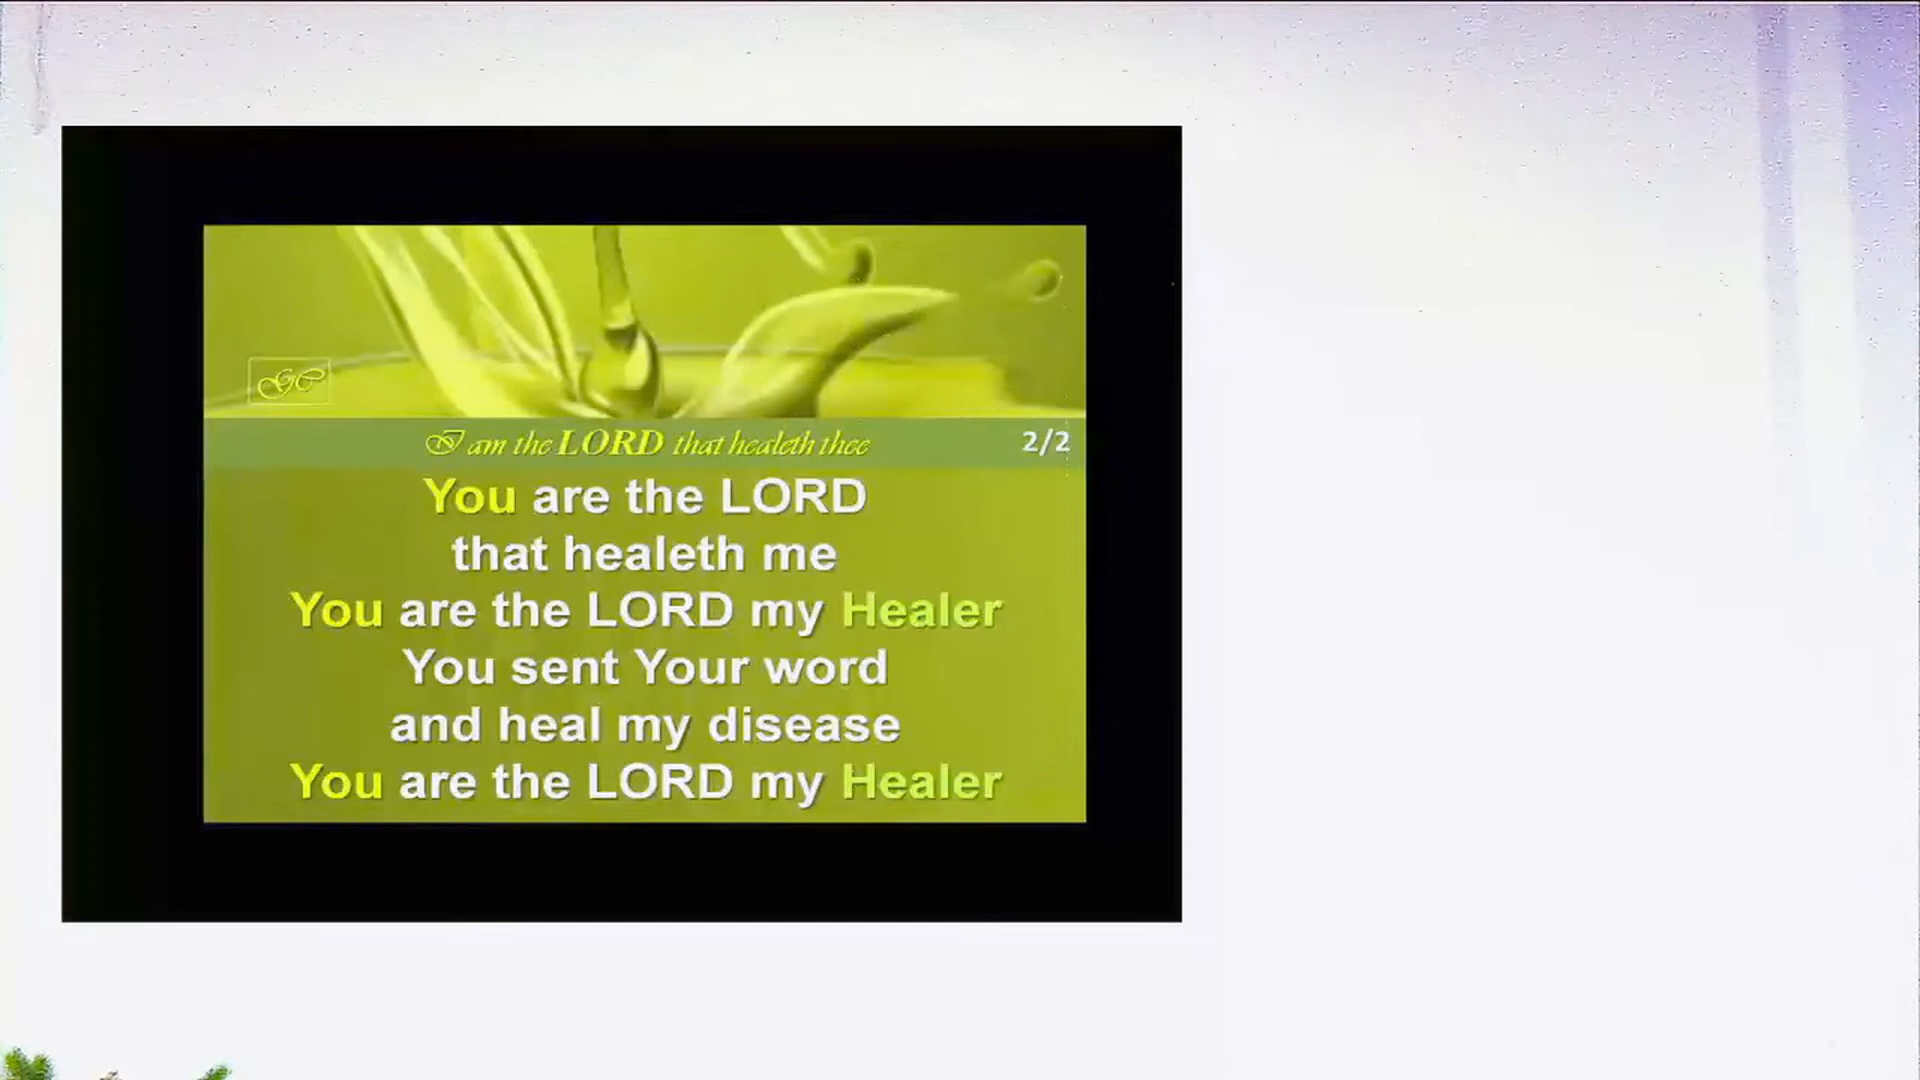 GC
I am the LORD that healeth thee
2/2
You are the LORD
that healeth me
You are the LORD my Healer
You sent Your word
and heal my disease
You are the LORD my Healer